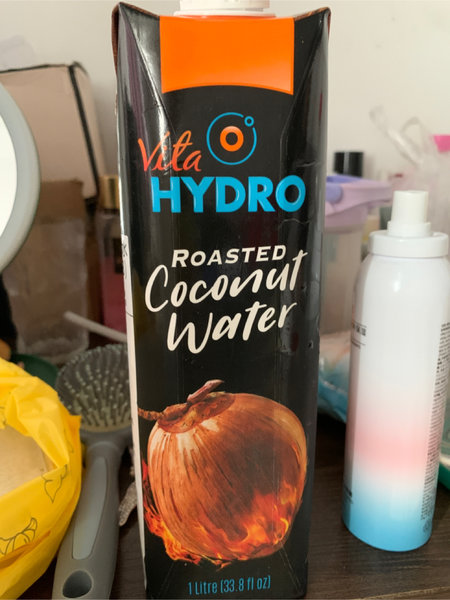 Vita
HYDRO
ROASTED
Coconut
Water
1 Litre (33.8 fl oz)